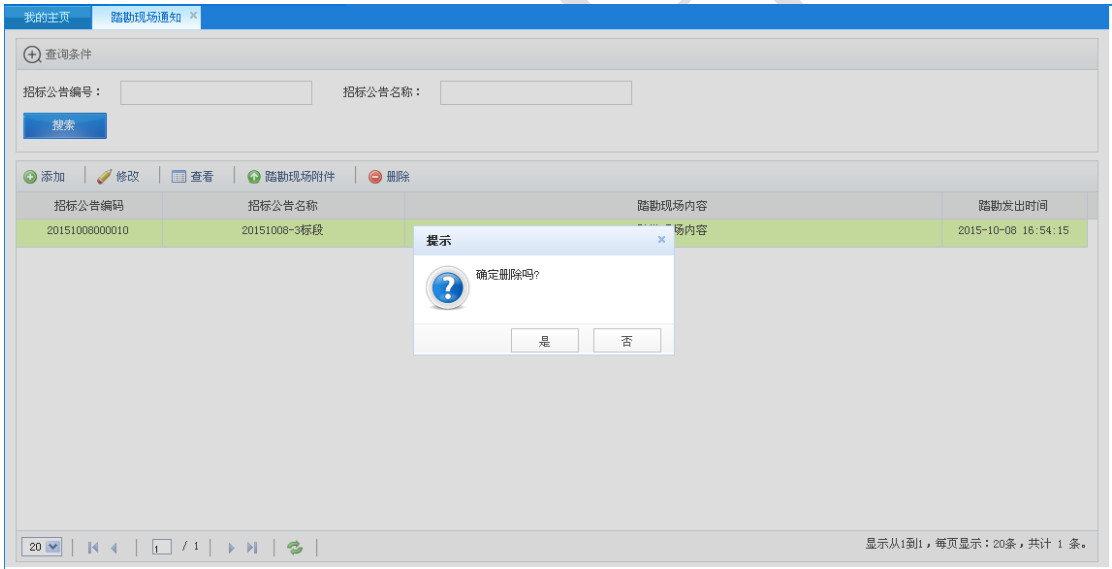 我的主页 踏勘现场通知 ×
查询条件
招标公告编号： 招标公告名称：
搜索
添加 修改 查看 踏勘现场附件 删除
招标公告编码 招标公告名称 踏勘现场内容 踏勘发出时间
20151008000010 20151008-3标段 场内容 2015-10-08 16:54:15
提示 ×
确定删除吗?
是 否
20 1 / 1 显示从1到1，每页显示：20条，共计 1 条。